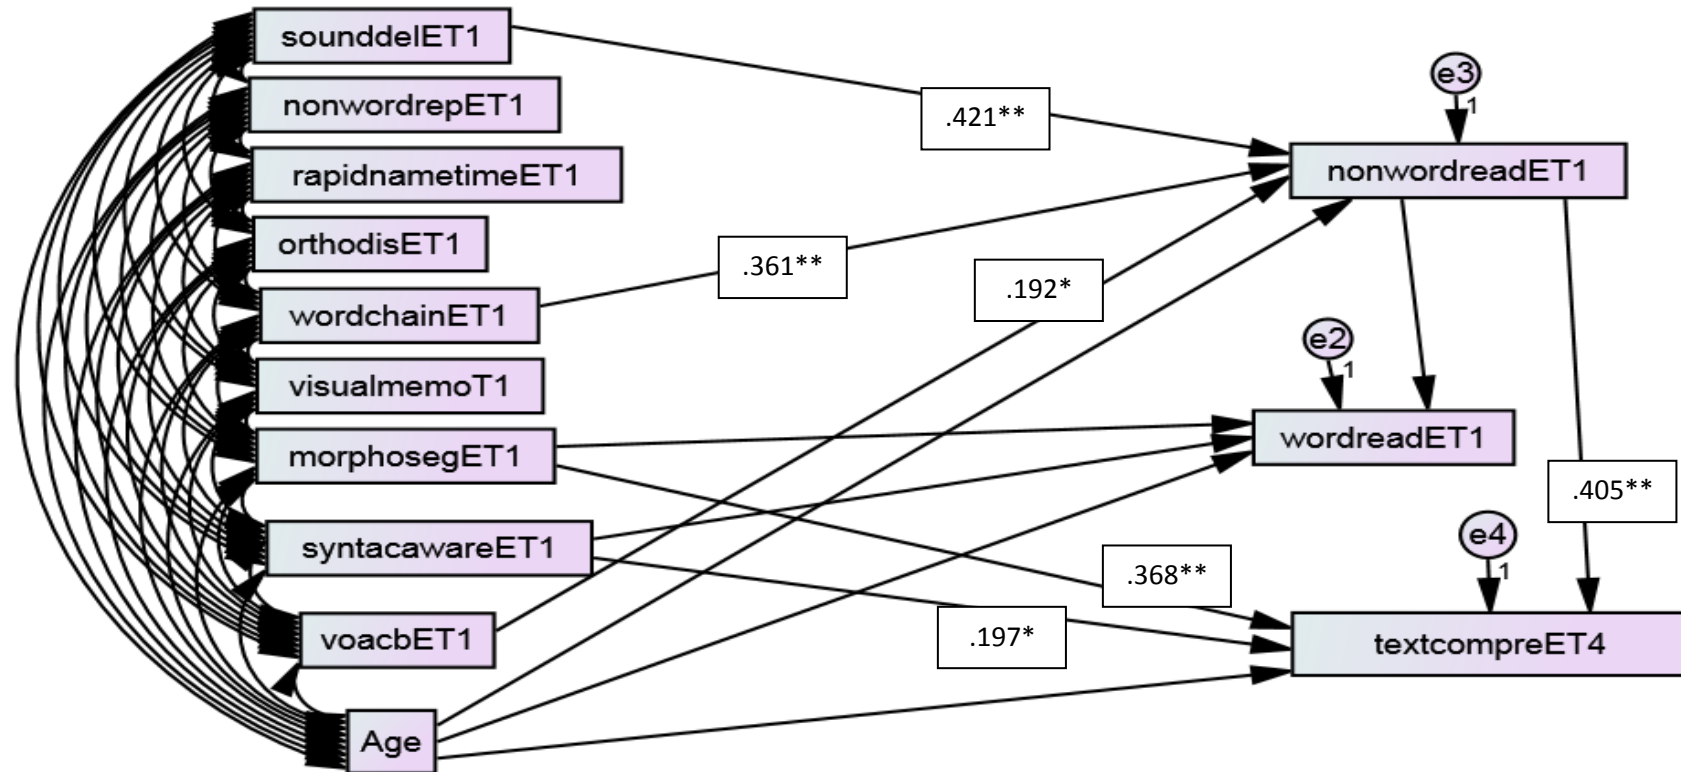 sounddelET1
nonwordrepET1
rapidnametimeET1
orthodisET1
wordchainET1
visualmemoT1
morphosegET1
syntacawareET1
voacbET1
Age
.421**
.361**
.192*
.368**
.197*
e3
1
nonwordreadET1
e2
1
wordreadET1
.405**
e4
1
textcompreET4